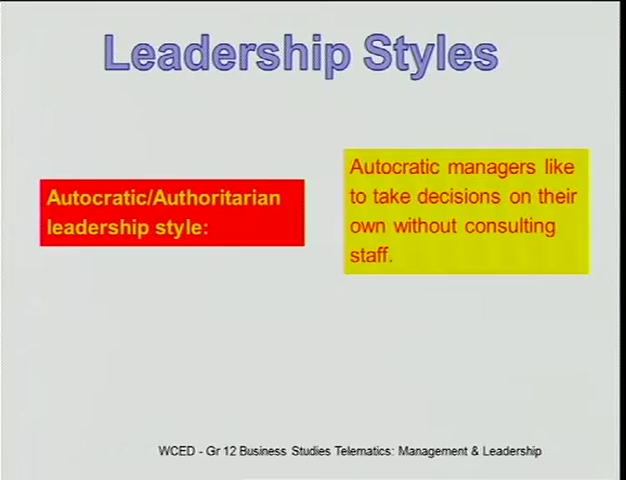 Leadership Styles
Autocratic/Authoritarian
leadership style:
Autocratic managers like
to take decisions on their
own without consulting
staff.
WCED - Gr 12 Business Studies Telematics: Management & Leadership